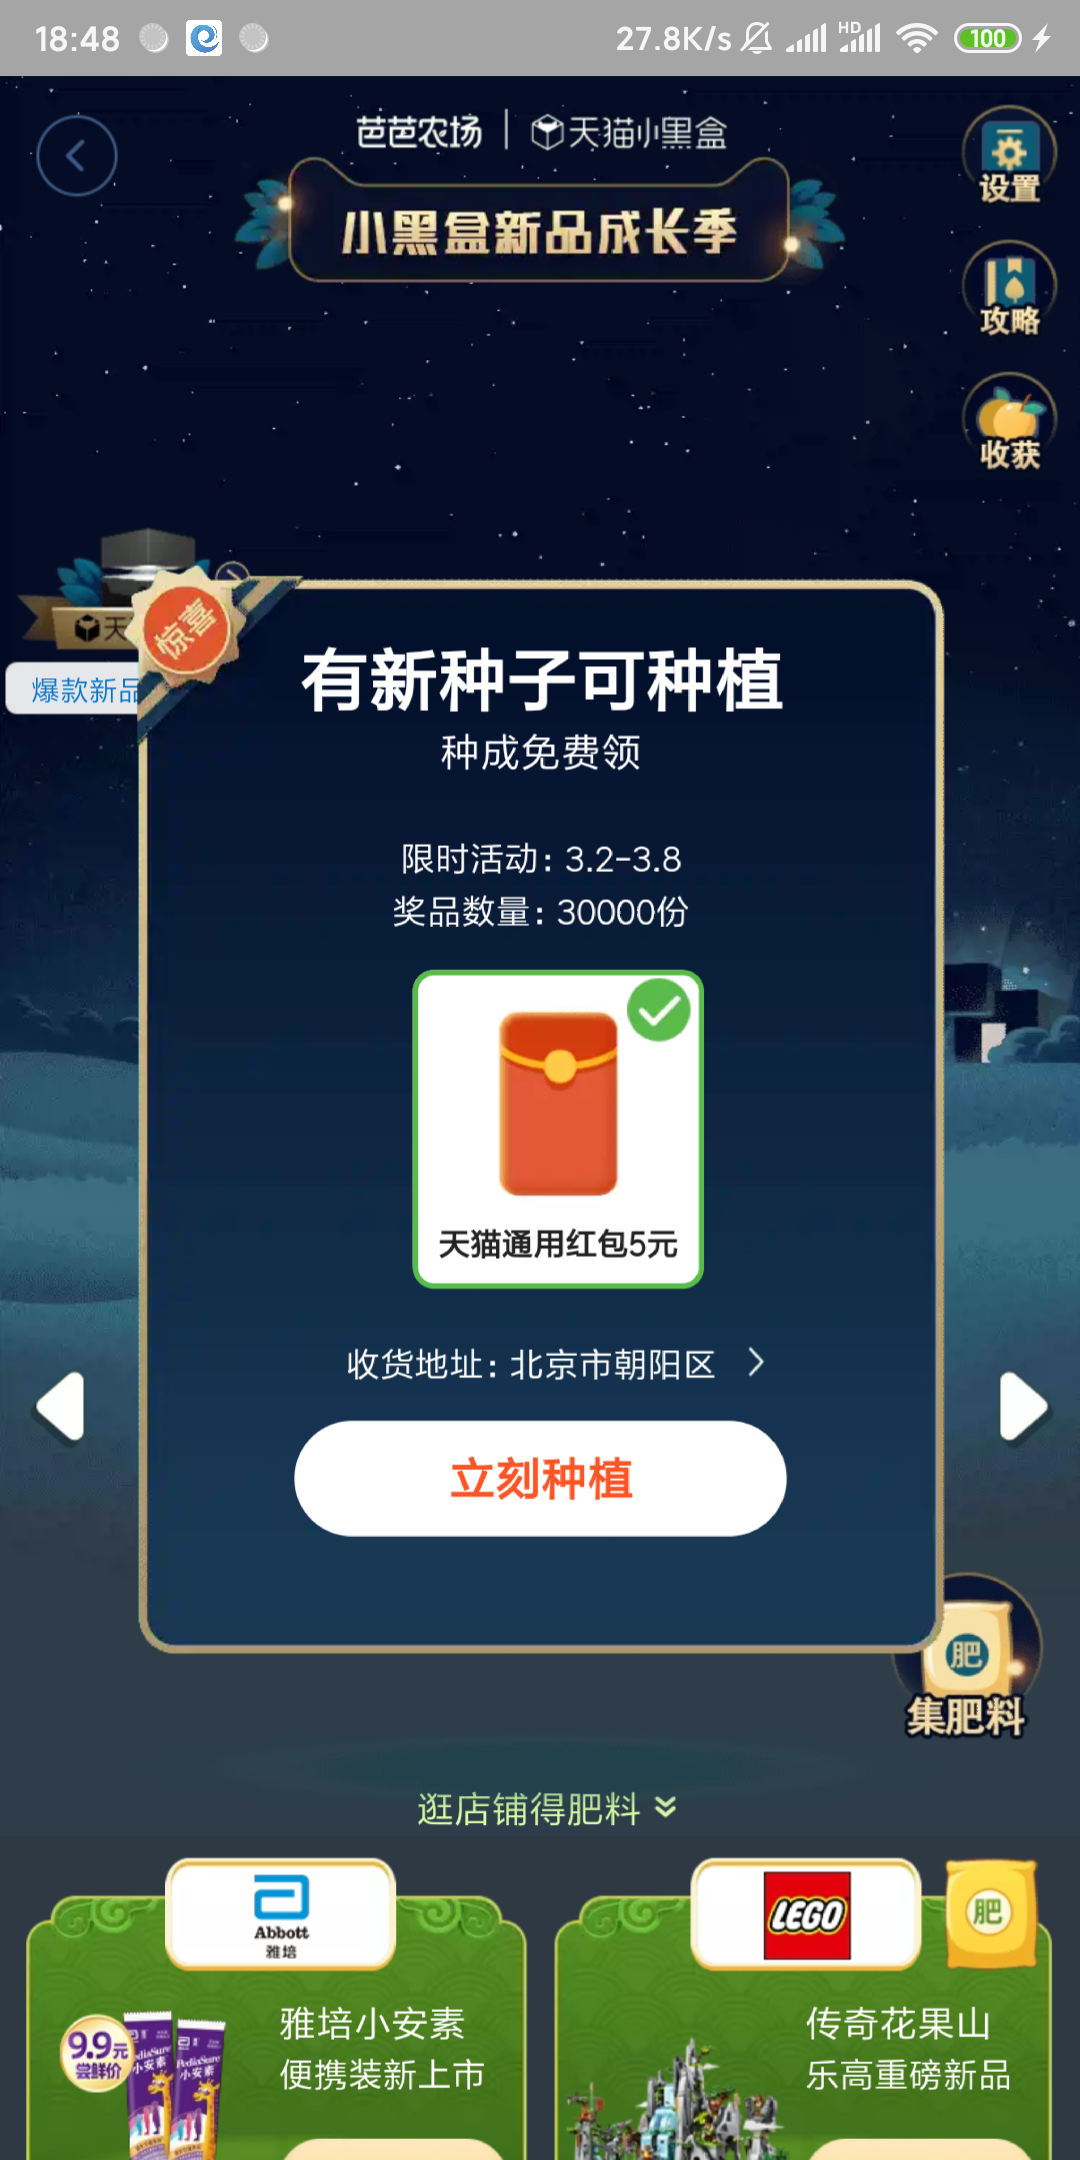 18:48
27.8K/s
HD
100
芭芭农场
天猫小黑盒
小黑盒新品成长季
设置
攻略
收获
天
爆款新品
惊喜
有新种子可种植
种成免费领
限时活动: 3.2-3.8
奖品数量: 30000份
天猫通用红包5元
收货地址: 北京市朝阳区
立刻种植
肥
集肥料
逛店铺得肥料
Abbott
雅培
LEGO
肥
9.9元
尝鲜价
PediaSure
小安素
雅培小安素
便携装新上市
传奇花果山
乐高重磅新品